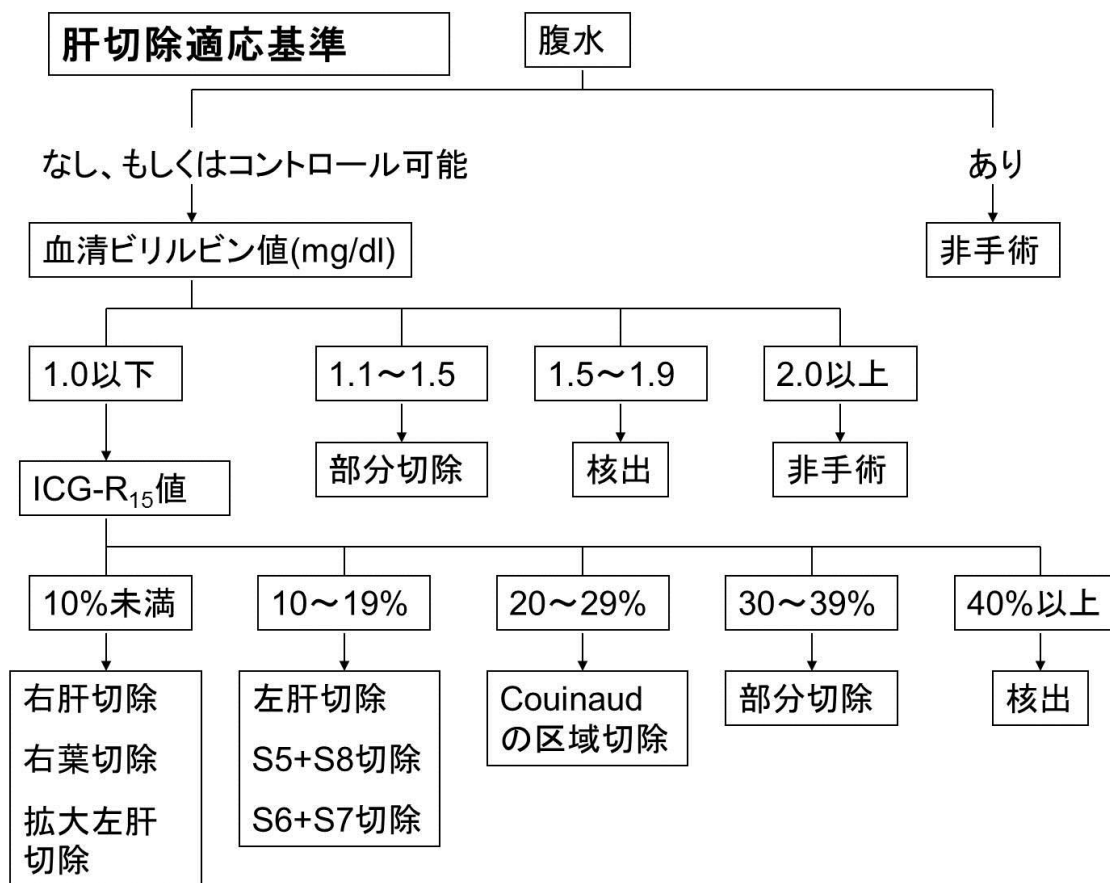 肝切除適応基準
腹水
なし、もしくはコントロール可能
あり
血清ビリルビン値(mg/dl)
非手術
1.0以下
1.1～1.5
1.5～1.9
2.0以上
部分切除
核出
非手術
ICG-R15値
10%未満
10～19%
20～29%
30～39%
40%以上
右肝切除
右葉切除
拡大左肝
切除
左肝切除
S5+S8切除
S6+S7切除
Couinaud
の区域切除
部分切除
核出